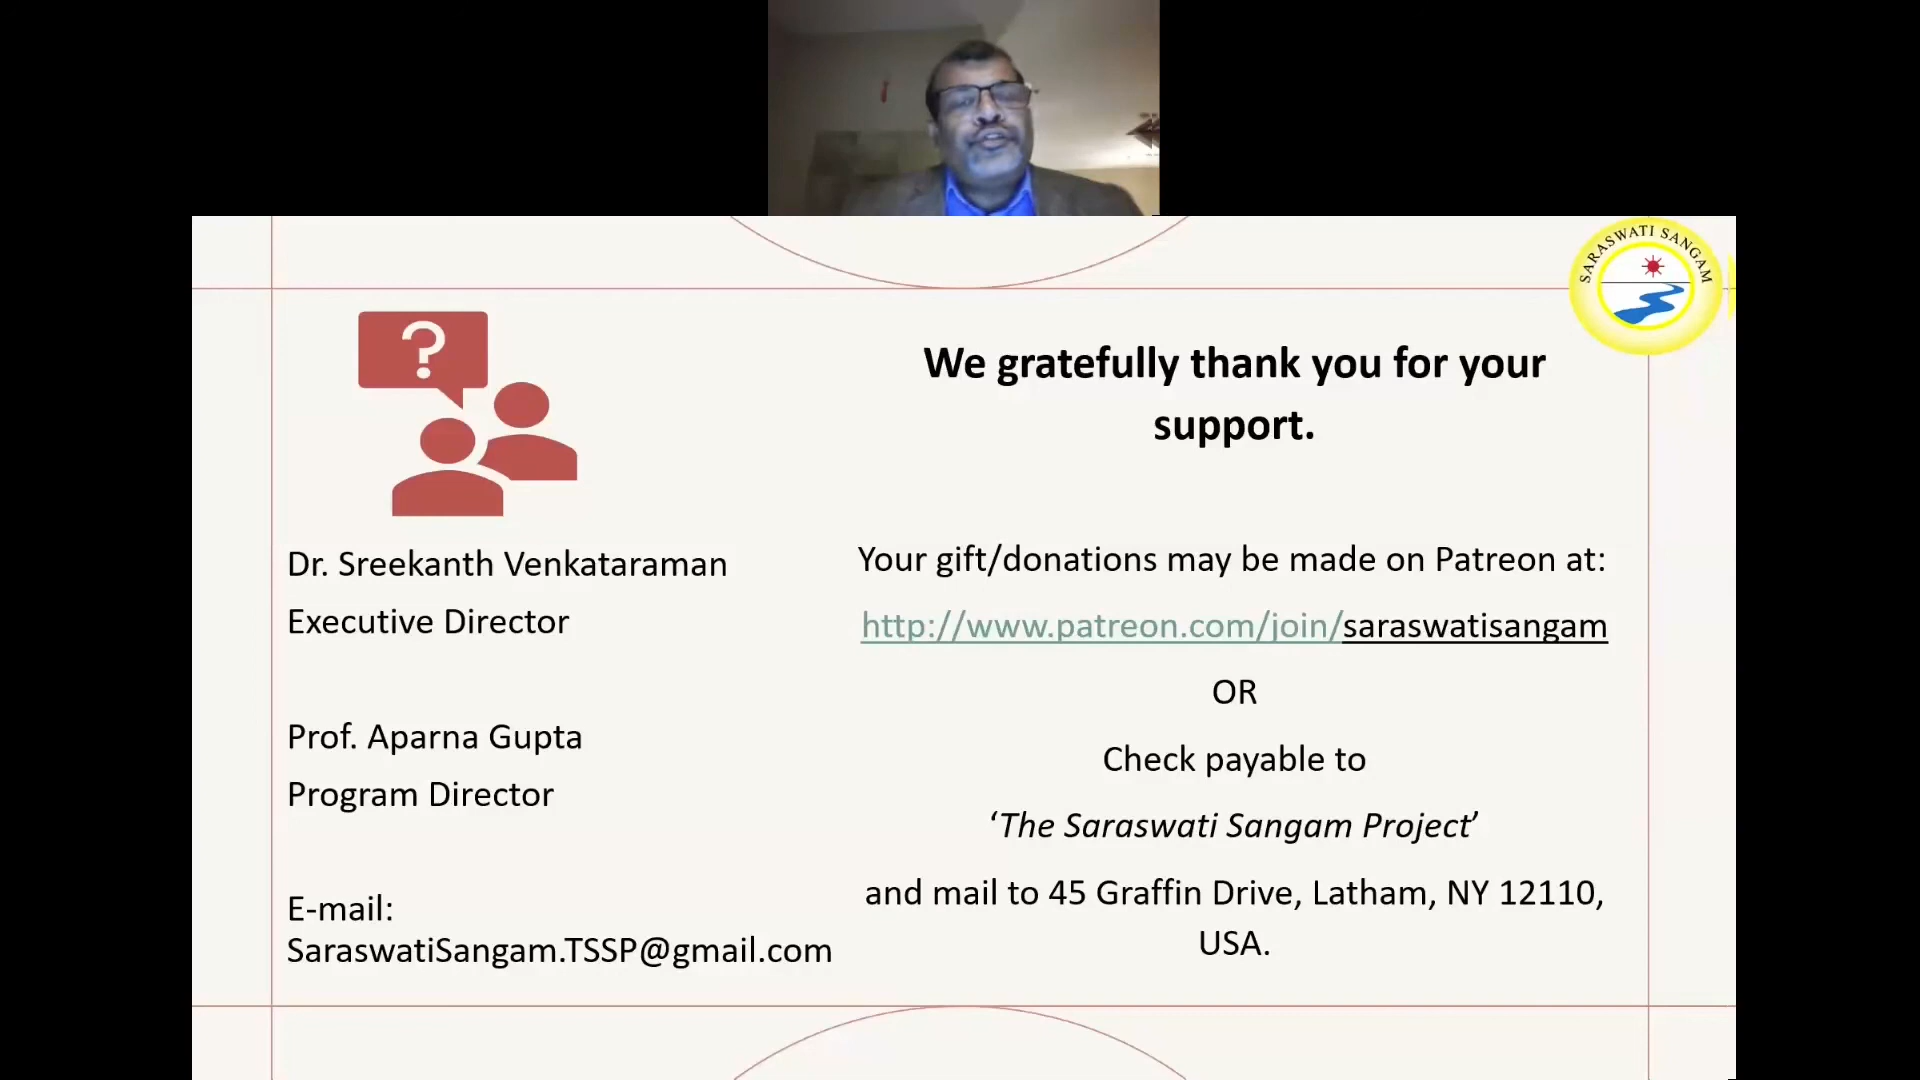 SARASWATI SANGAM
?
We gratefully thank you for your
support.
Dr. Sreekanth Venkataraman
Executive Director
Prof. Aparna Gupta
Program Director
E-mail:
SaraswatiSangam.TSSP@gmail.com
Your gift/donations may be made on Patreon at:
http://www.patreon.com/join/saraswatisangam
OR
Check payable to
‘The Saraswati Sangam Project’
and mail to 45 Graffin Drive, Latham, NY 12110,
USA.